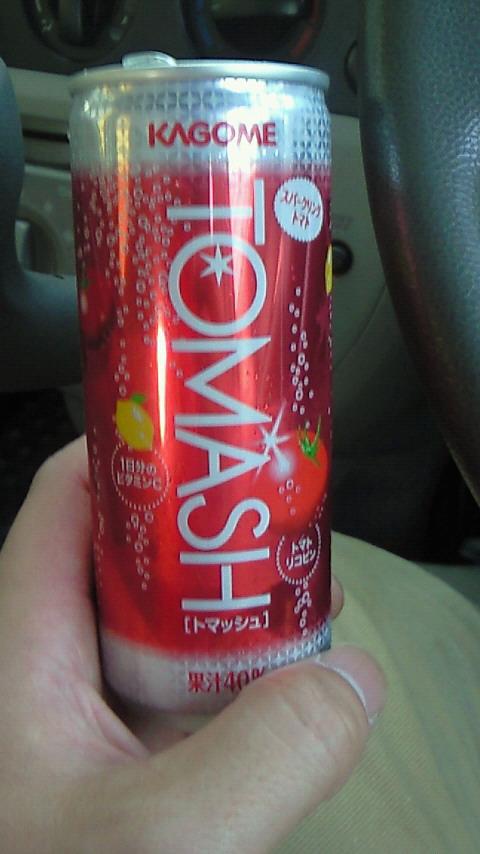 KAGOME
スパークリング
トマト
TOMASH
1日分の
ビタミンC
トマト
リコピン
[トマッシュ]
果汁40%